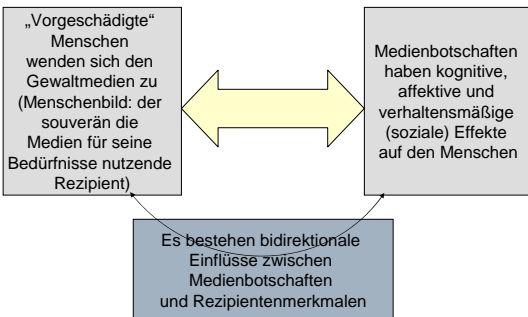 „Vorgeschädigte“
Menschen
wenden sich den
Gewaltmedien zu
(Menschenbild: der
souverän die
Medien für seine
Bedürfnisse nutzende
Rezipient)
Medienbotschaften
haben kognitive,
affektive und
verhaltensmäßige
(soziale) Effekte
auf den Menschen
Es bestehen bidirektionale
Einflüsse zwischen
Medienbotschaften
und Rezipientenmerkmalen